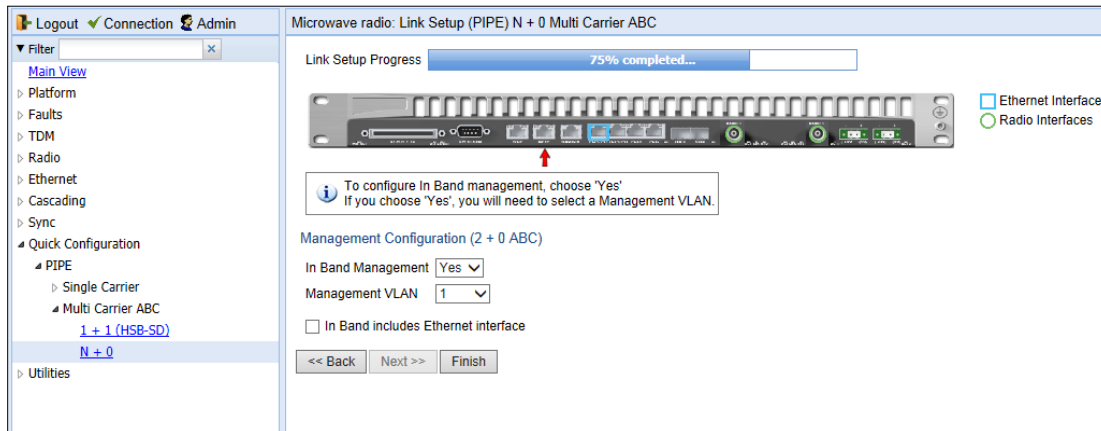 Logout Connection Admin
Filter
Main View
Platform
Faults
TDM
Radio
Ethernet
Cascading
Sync
Quick Configuration
PIPE
Single Carrier
Multi Carrier ABC
1 + 1 (HSB-SD)
N + 0
Utilities
Microwave radio: Link Setup (PIPE) N + 0 Multi Carrier ABC
Link Setup Progress 75% completed...
Ethernet Interface
Radio Interfaces
To configure In Band management, choose 'Yes'
If you choose 'Yes', you will need to select a Management VLAN.
Management Configuration (2 + 0 ABC)
In Band Management Yes
Management VLAN 1
In Band includes Ethernet interface
<< Back Next >> Finish